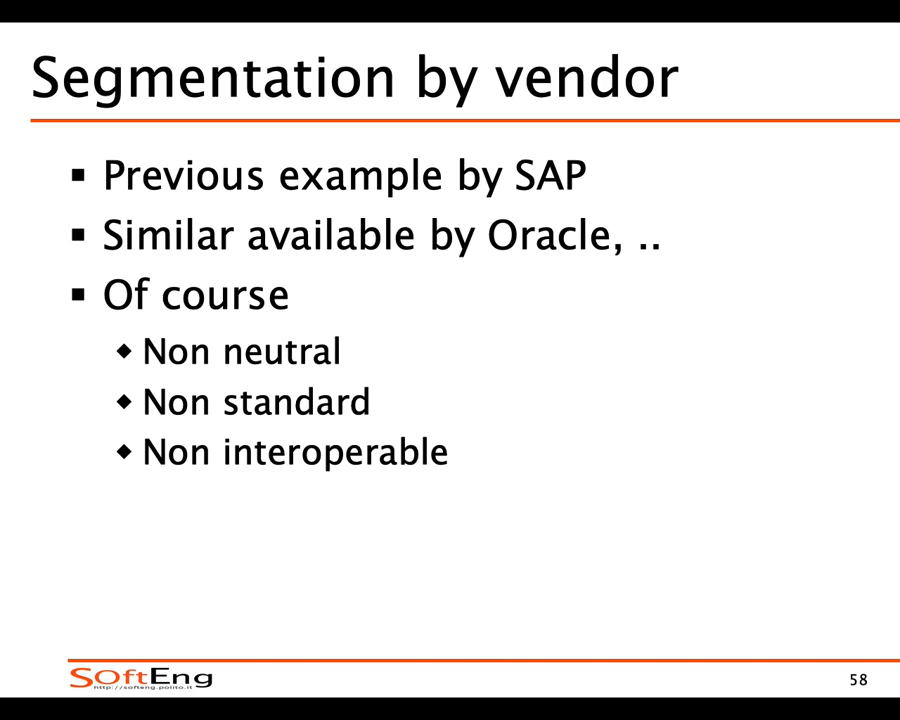 Segmentation by vendor
▪ Previous example by SAP
▪ Similar available by Oracle, ..
▪ Of course
◆ Non neutral
◆ Non standard
◆ Non interoperable
SOftEng
http://softeng.polito.it
58